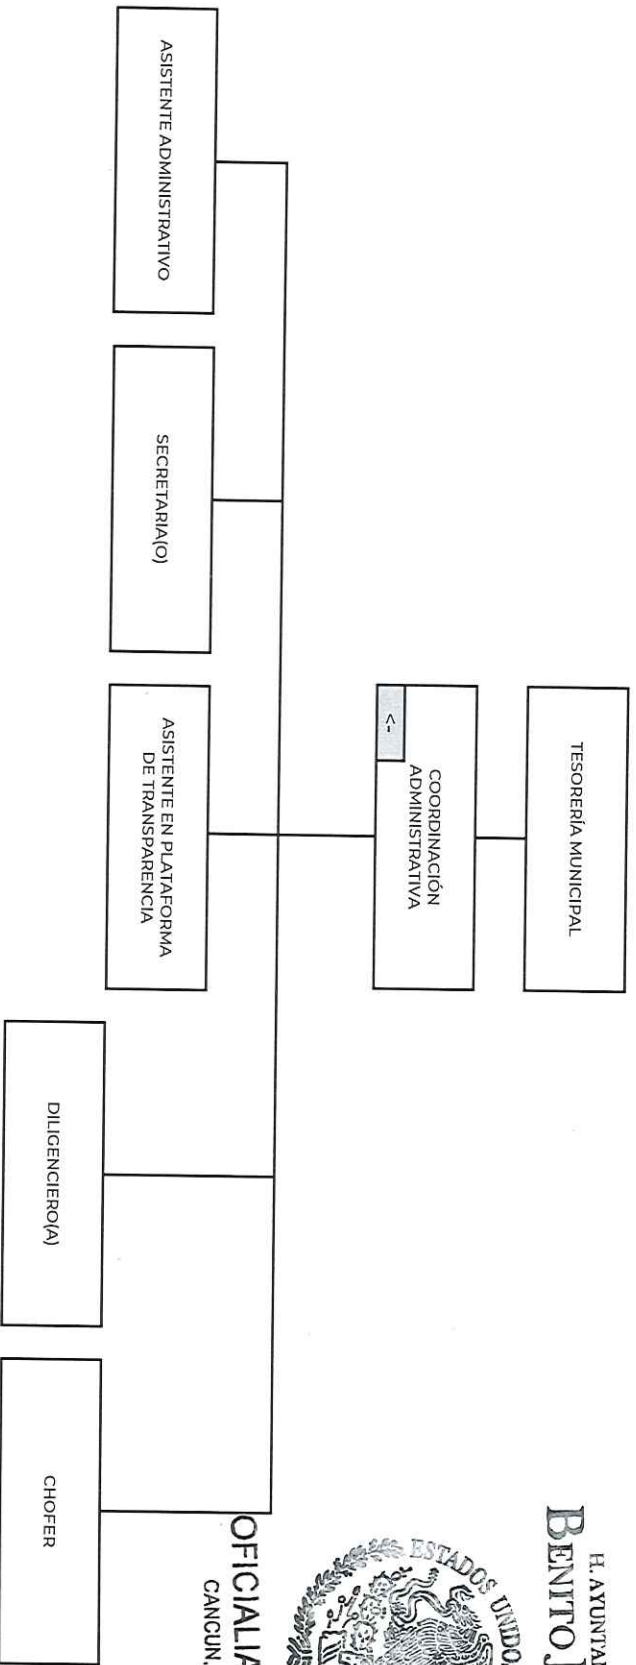 H. AYUNTA
BENITO J
ESTADOS UNIDO
OFICIALIA
CANCUN,
TESORERÍA MUNICIPAL
COORDINACIÓN
ADMINISTRATIVA
<-
ASISTENTE ADMINISTRATIVO
SECRETARIA(O)
ASISTENTE EN PLATAFORMA
DE TRANSPARENCIA
DILIGENCIERO(A)
CHOFER